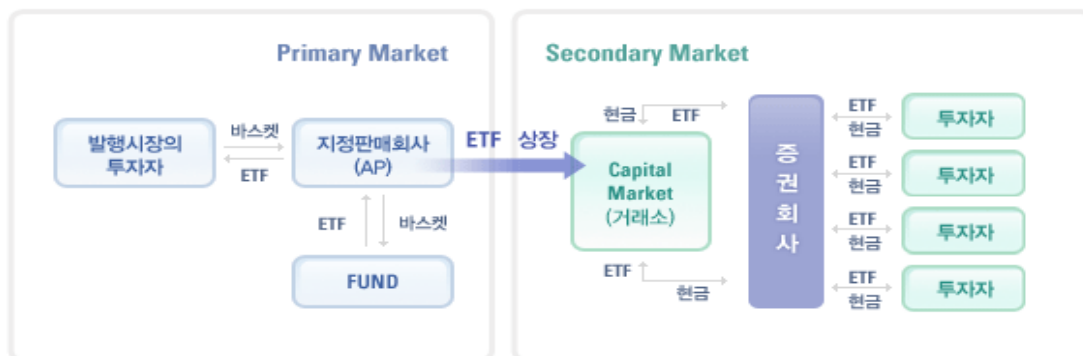 Primary Market
발행시장의
투자자
바스켓
ETF
지정판매회사
(AP)
ETF
바스켓
FUND
ETF 상장
Secondary Market
현금
ETF
Capital
Market
(거래소)
ETF
현금
증
권
회
사
ETF
현금
투자자
ETF
현금
투자자
ETF
현금
투자자
ETF
현금
투자자